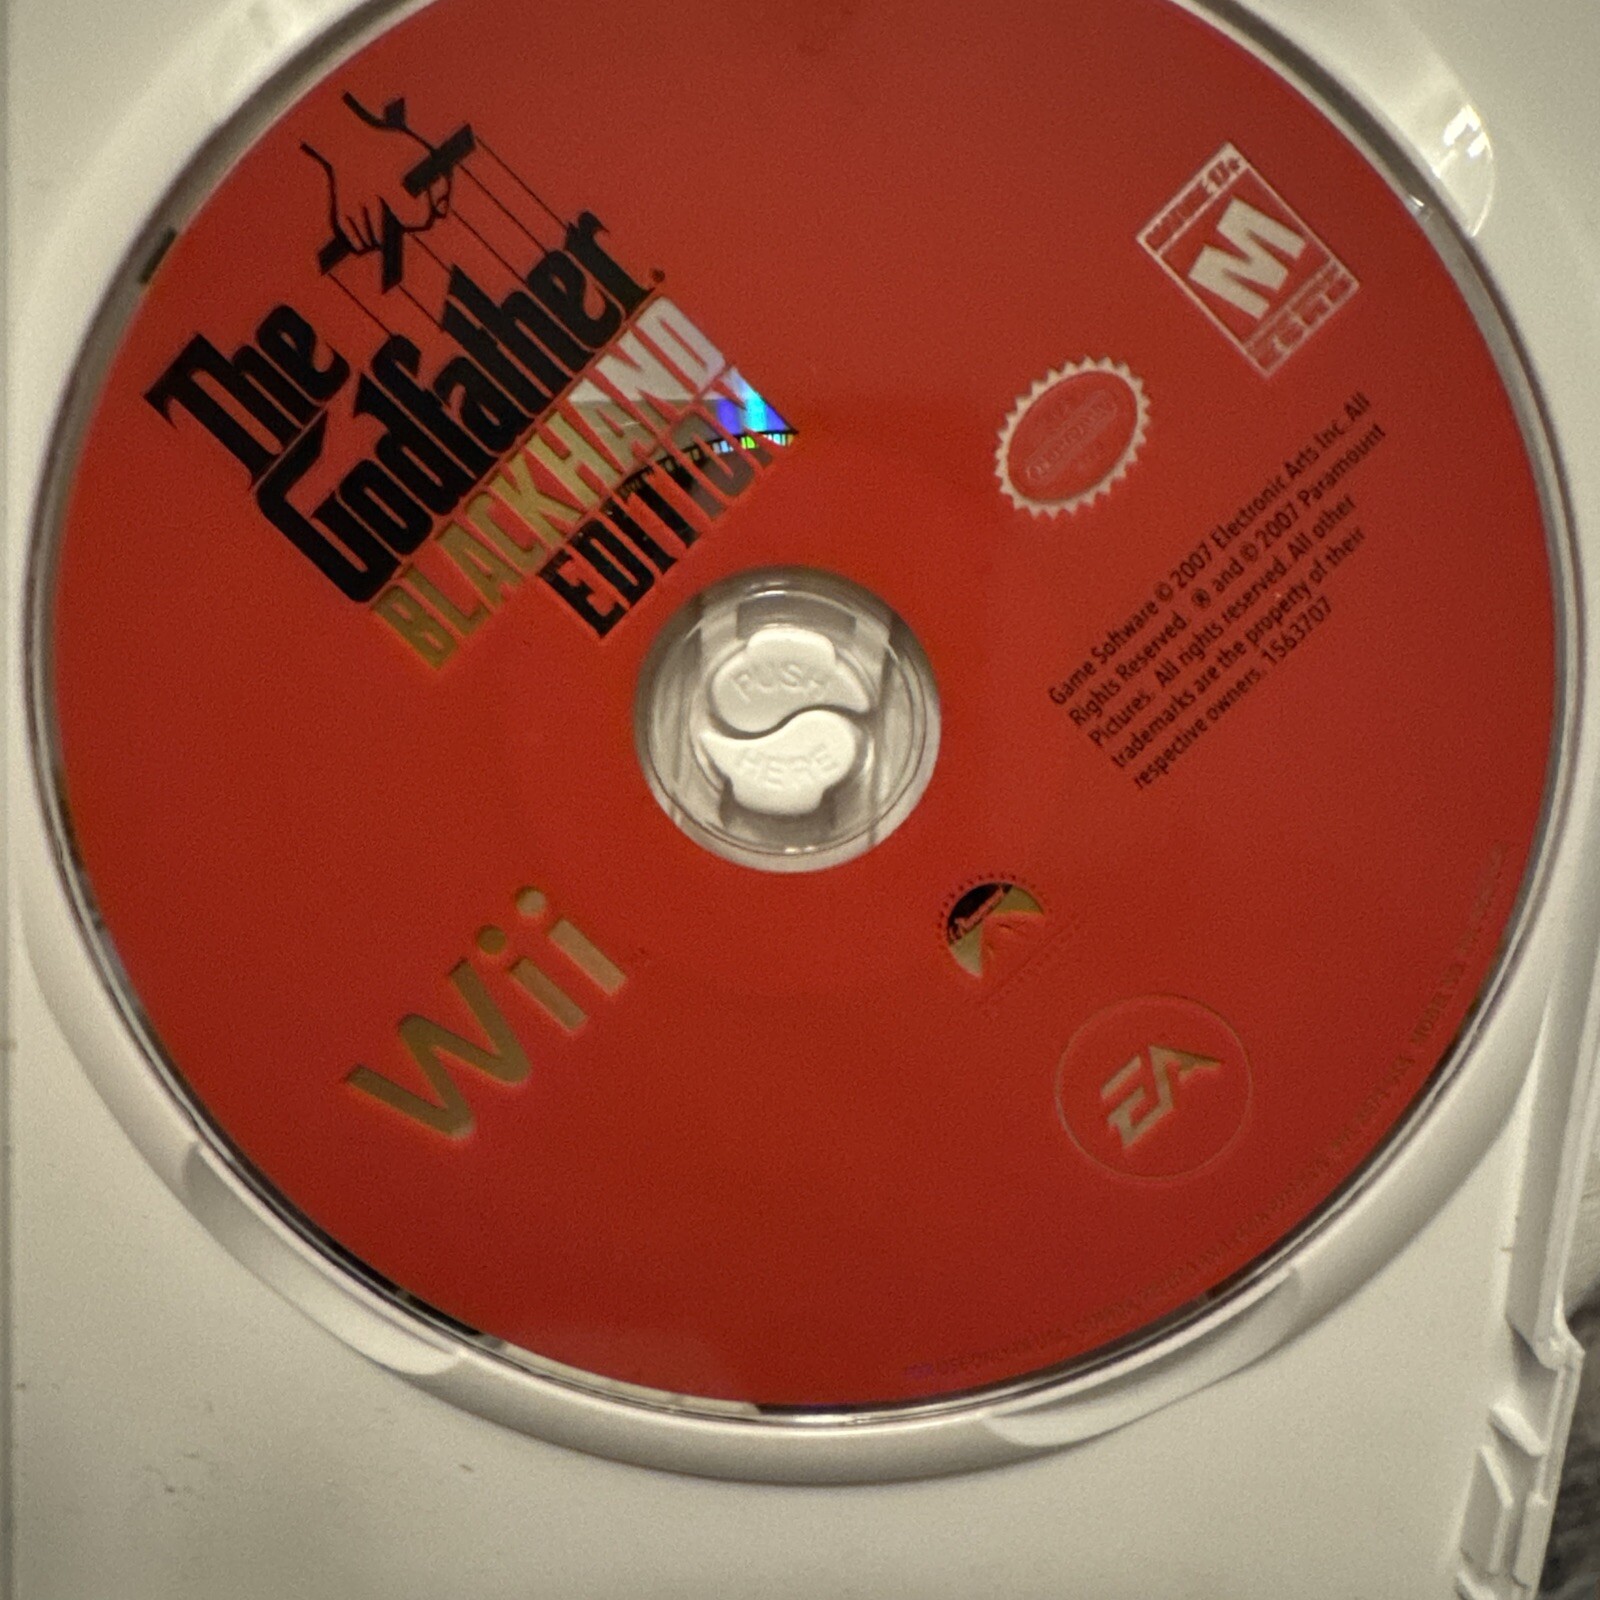 The
Godfather
BLACKHAND
EDITION
MATURE 17+
M
ESRB
Game Software © 2007 Electronic Arts Inc. All
Rights Reserved. ® and © 2007 Paramount
Pictures. All rights reserved. All other
trademarks are the property of their
respective owners. 1563707
PUSH
HERE
Wii
EA